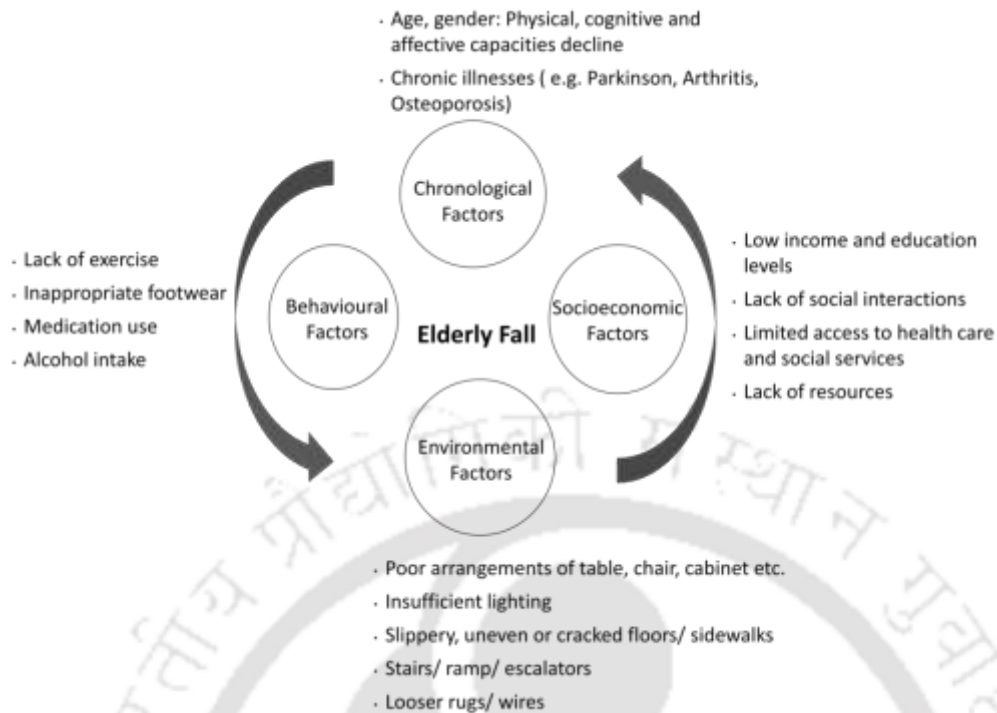 · Age, gender: Physical, cognitive and
affective capacities decline
· Chronic illnesses ( e.g. Parkinson, Arthritis,
Osteoporosis)
Chronological
Factors
· Lack of exercise
· Inappropriate footwear
· Medication use
· Alcohol intake
Behavioural
Factors
Elderly Fall
Socioeconomic
Factors
· Low income and education
levels
· Lack of social interactions
· Limited access to health care
and social services
· Lack of resources
Environmental
Factors
· Poor arrangements of table, chair, cabinet etc.
· Insufficient lighting
· Slippery, uneven or cracked floors/ sidewalks
· Stairs/ ramp/ escalators
· Looser rugs/ wires
प्रौद्योगिकी